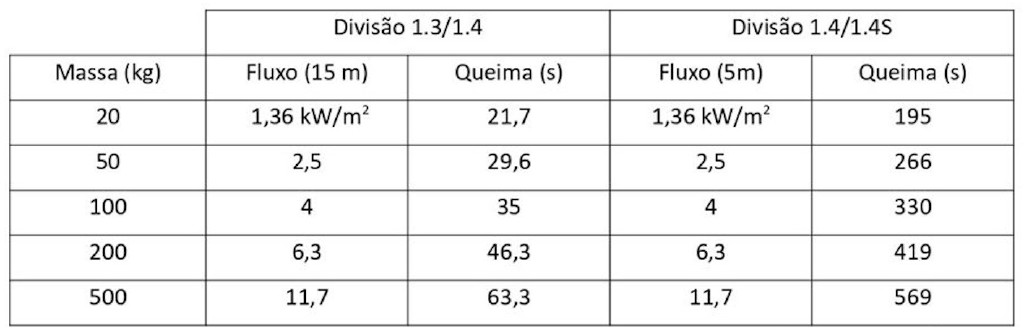 Divisão 1.3/1.4 Divisão 1.4/1.4S
Massa (kg) Fluxo (15 m) Queima (s) Fluxo (5m) Queima (s)
20 1,36 kW/m² 21,7 1,36 kW/m² 195
50 2,5 29,6 2,5 266
100 4 35 4 330
200 6,3 46,3 6,3 419
500 11,7 63,3 11,7 569